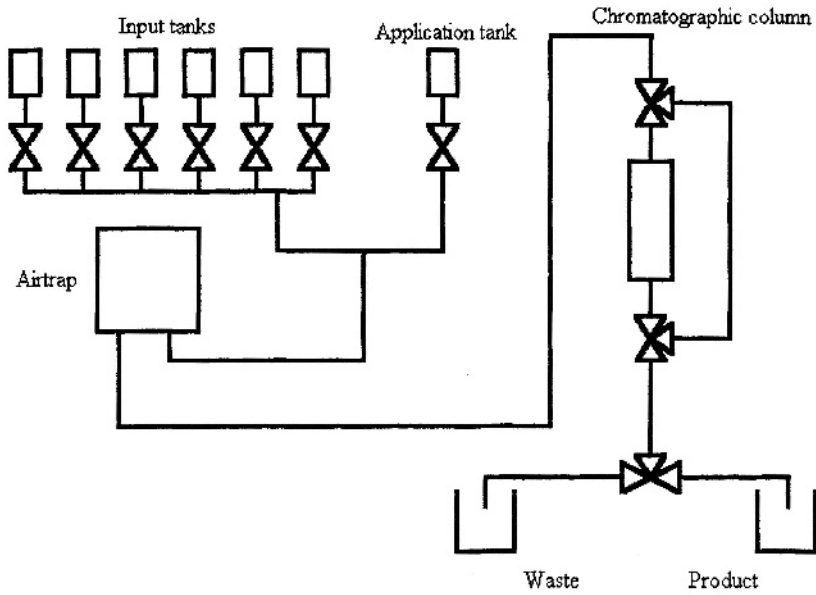 Chromatographic column
Input tanks
Application tank
Airtrap
Waste
Product